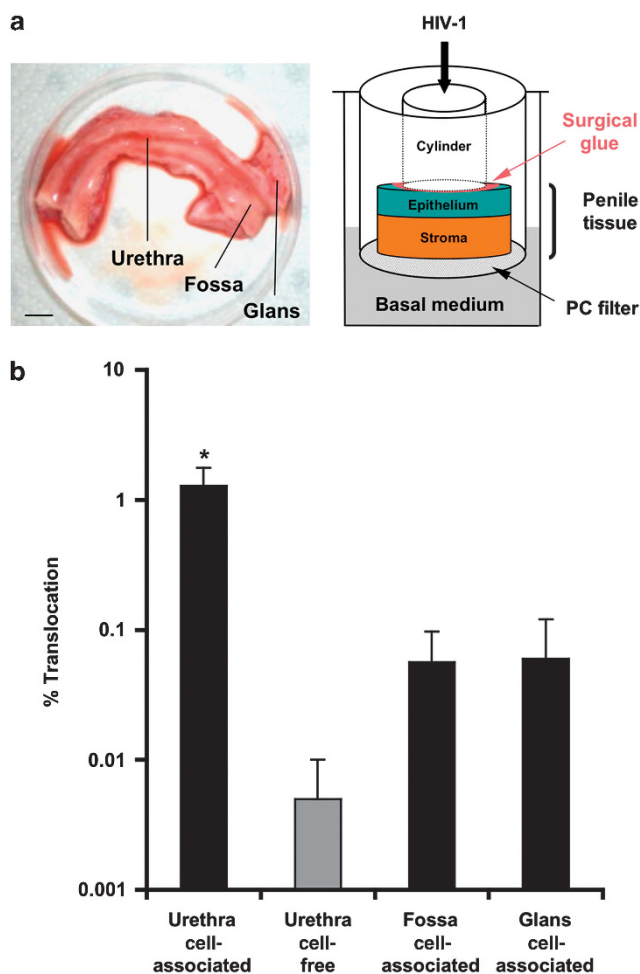 a
HIV-1
Surgical
glue
Cylinder
Epithelium
Stroma
Penile
tissue
Urethra
Fossa
Glans
Basal medium
PC filter
b
10
1
0.1
0.01
0.001
% Translocation
*
Urethra
cell-
associated
Urethra
cell-
free
Fossa
cell-
associated
Glans
cell-
associated